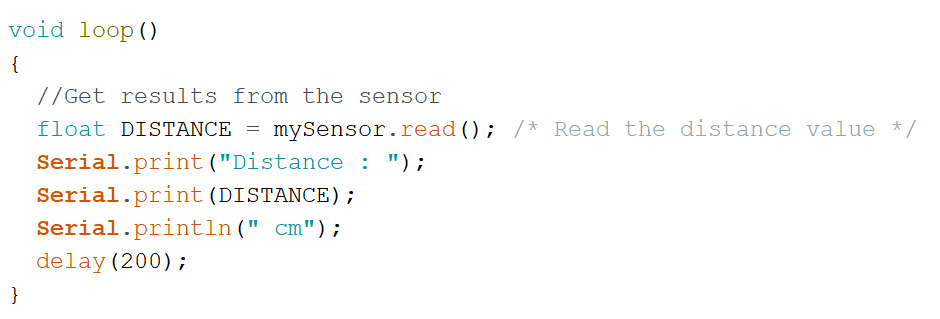 void loop()
{
  //Get results from the sensor
  float DISTANCE = mySensor.read(); /* Read the distance value */
  Serial.print("Distance : ");
  Serial.print(DISTANCE);
  Serial.println(" cm");
  delay(200);
}